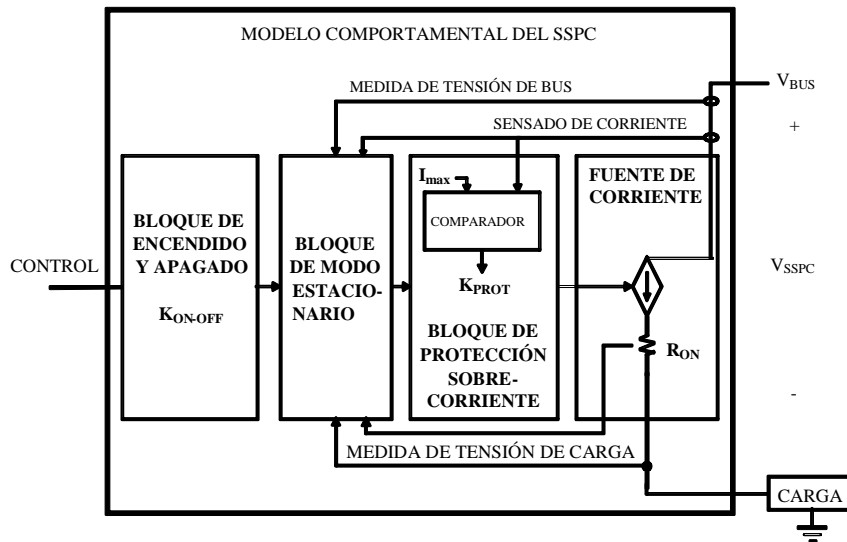 MODELO COMPORTAMENTAL DEL SSPC
MEDIDA DE TENSIÓN DE BUS
V_BUS
SENSADO DE CORRIENTE
+
BLOQUE DE
ENCENDIDO
Y APAGADO
K_ON-OFF
BLOQUE
DE MODO
ESTACIO-
NARIO
I_max
COMPARADOR
K_PROT
BLOQUE DE
PROTECCIÓN
SOBRE-
CORRIENTE
FUENTE DE
CORRIENTE
R_ON
CONTROL
V_SSPC
-
MEDIDA DE TENSIÓN DE CARGA
CARGA